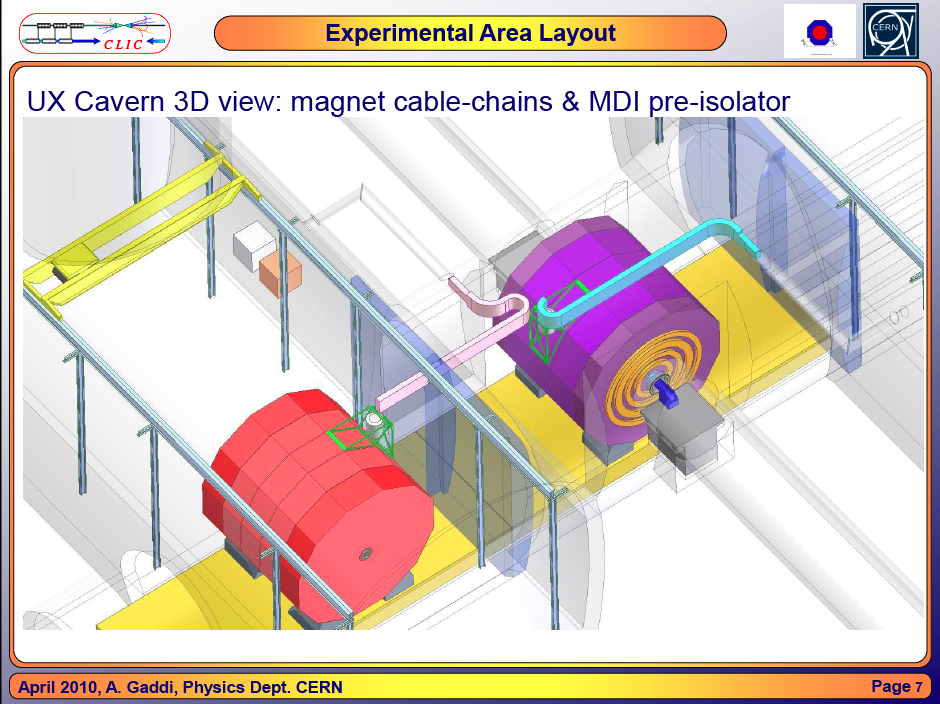 CLIC
Experimental Area Layout
CERN
UX Cavern 3D view: magnet cable-chains & MDI pre-isolator
April 2010, A. Gaddi, Physics Dept. CERN
Page 7